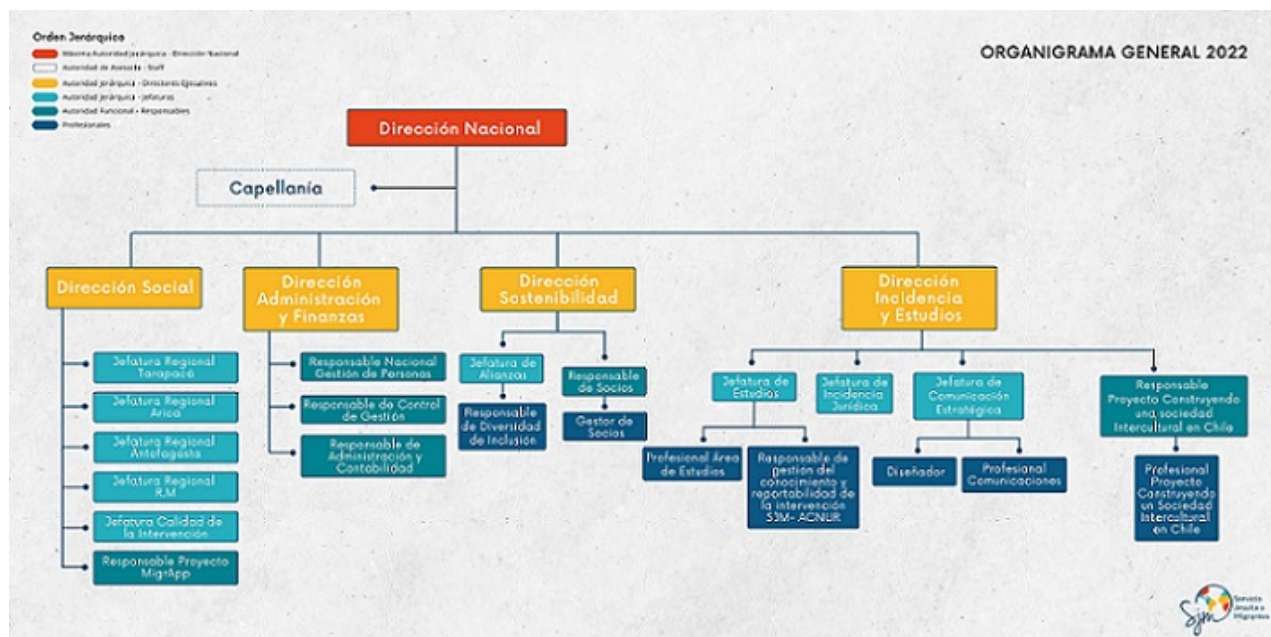 Orden Jerárquico
Máxima Autoridad Jerárquica - Dirección Nacional
Autoridad de Asesoría - Staff
Autoridad Jerárquica - Directores Ejecutivos
Autoridad Jerárquica - Jefaturas
Autoridad Funcional - Responsables
Profesionales
ORGANIGRAMA GENERAL 2022
Dirección Nacional
Capellanía
Dirección Social
Dirección
Administración
y Finanzas
Dirección
Sostenibilidad
Dirección
Incidencia
y Estudios
Jefatura Regional
Tarapacá
Jefatura Regional
Arica
Jefatura Regional
Antofagasta
Jefatura Regional
R.M
Jefatura Calidad de
la Intervención
Responsable Proyecto
MigrApp
Responsable Nacional
Gestión de Personas
Responsable de Control
de Gestión
Responsable de
Administración y
Contabilidad
Jefatura de
Alianzas
Responsable
de Diversidad
de Inclusión
Responsable
de Socios
Gestor de
Socios
Jefatura de
Estudios
Profesional Área
de Estudios
Responsable de
gestión del
conocimiento y
reportabilidad de
la intervención
SJM- ACNUR
Jefatura de
Incidencia
Jurídica
Jefatura de
Comunicación
Estratégica
Diseñador
Profesional
Comunicaciones
Responsable
Proyecto Construyendo
una sociedad
Intercultural en Chile
Profesional
Proyecto
Construyendo
un Sociedad
Intercultural
en Chile
Sjm
Servicio
Jesuita a
Migrantes